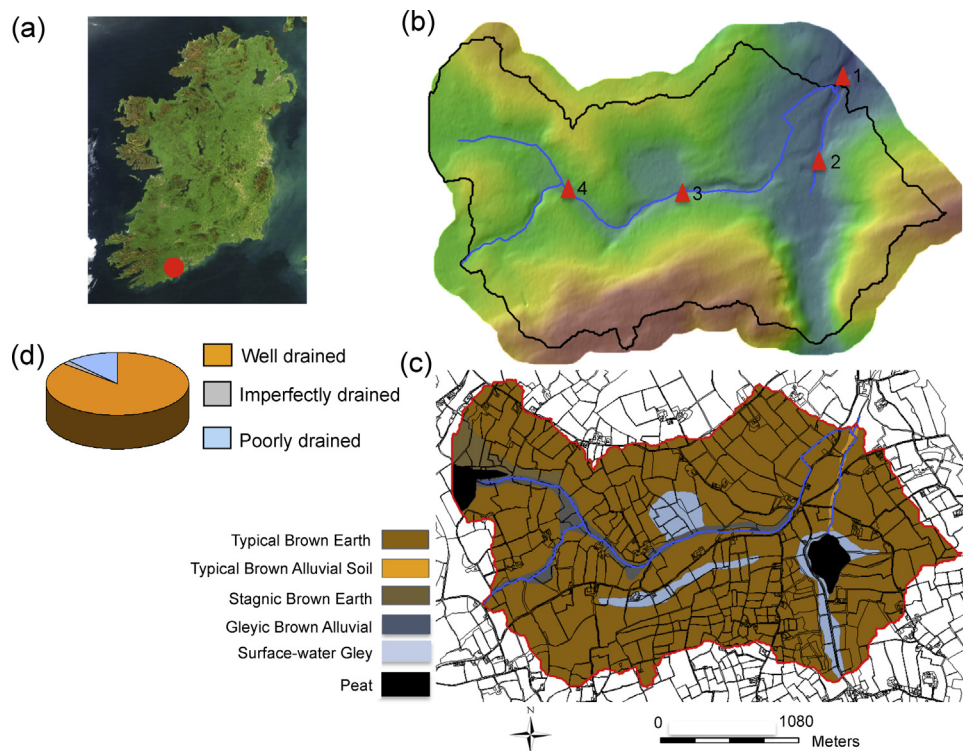 (a)
(b)
1
2
3
4
(d)
Well drained
Imperfectly drained
Poorly drained
(c)
Typical Brown Earth
Typical Brown Alluvial Soil
Stagnic Brown Earth
Gleyic Brown Alluvial
Surface-water Gley
Peat
N
0 1080
Meters